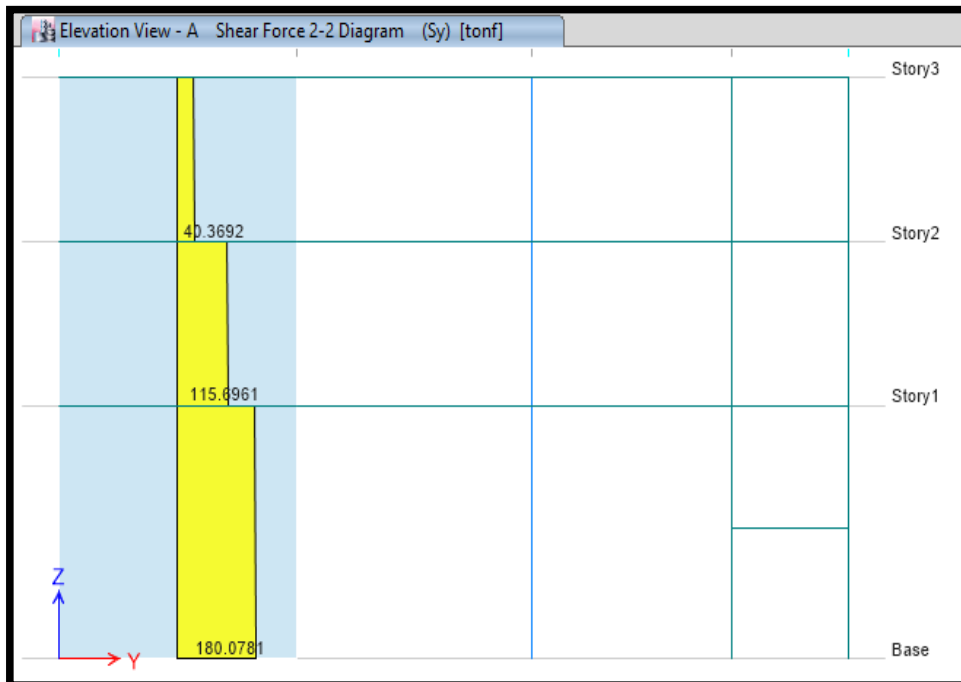 Elevation View - A Shear Force 2-2 Diagram (Sy) [tonf]
Story3
40.3692
Story2
115.6961
Story1
Z
180.0781
Y
Base